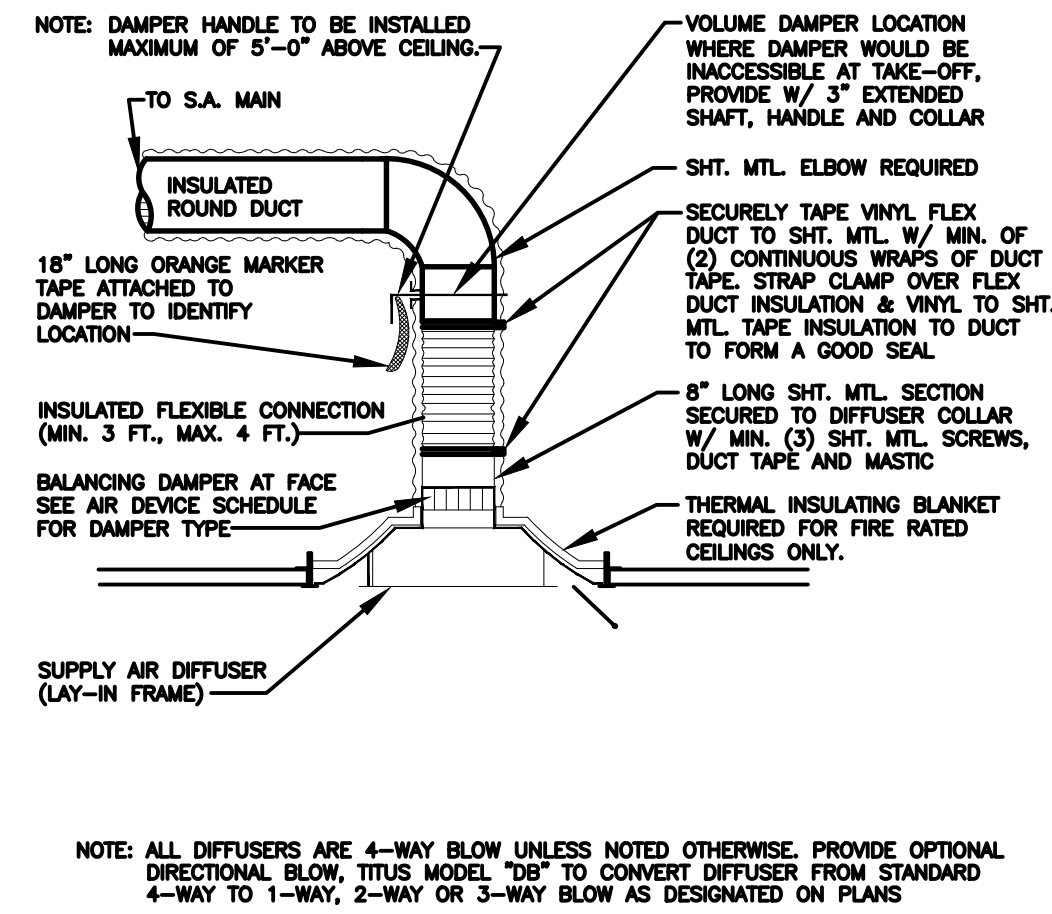 NOTE: DAMPER HANDLE TO BE INSTALLED
MAXIMUM OF 5'-0" ABOVE CEILING.
TO S.A. MAIN
INSULATED
ROUND DUCT
18" LONG ORANGE MARKER
TAPE ATTACHED TO
DAMPER TO IDENTIFY
LOCATION
INSULATED FLEXIBLE CONNECTION
(MIN. 3 FT., MAX. 4 FT.)
BALANCING DAMPER AT FACE
SEE AIR DEVICE SCHEDULE
FOR DAMPER TYPE
SUPPLY AIR DIFFUSER
(LAY-IN FRAME)
VOLUME DAMPER LOCATION
WHERE DAMPER WOULD BE
INACCESSIBLE AT TAKE-OFF,
PROVIDE W/ 3" EXTENDED
SHAFT, HANDLE AND COLLAR
SHT. MTL. ELBOW REQUIRED
SECURELY TAPE VINYL FLEX
DUCT TO SHT. MTL. W/ MIN. OF
(2) CONTINUOUS WRAPS OF DUCT
TAPE. STRAP CLAMP OVER FLEX
DUCT INSULATION & VINYL TO SHT.
MTL. TAPE INSULATION TO DUCT
TO FORM A GOOD SEAL
8" LONG SHT. MTL. SECTION
SECURED TO DIFFUSER COLLAR
W/ MIN. (3) SHT. MTL. SCREWS,
DUCT TAPE AND MASTIC
THERMAL INSULATING BLANKET
REQUIRED FOR FIRE RATED
CEILINGS ONLY.
NOTE: ALL DIFFUSERS ARE 4-WAY BLOW UNLESS NOTED OTHERWISE. PROVIDE OPTIONAL
DIRECTIONAL BLOW, TITUS MODEL "DB" TO CONVERT DIFFUSER FROM STANDARD
4-WAY TO 1-WAY, 2-WAY OR 3-WAY BLOW AS DESIGNATED ON PLANS